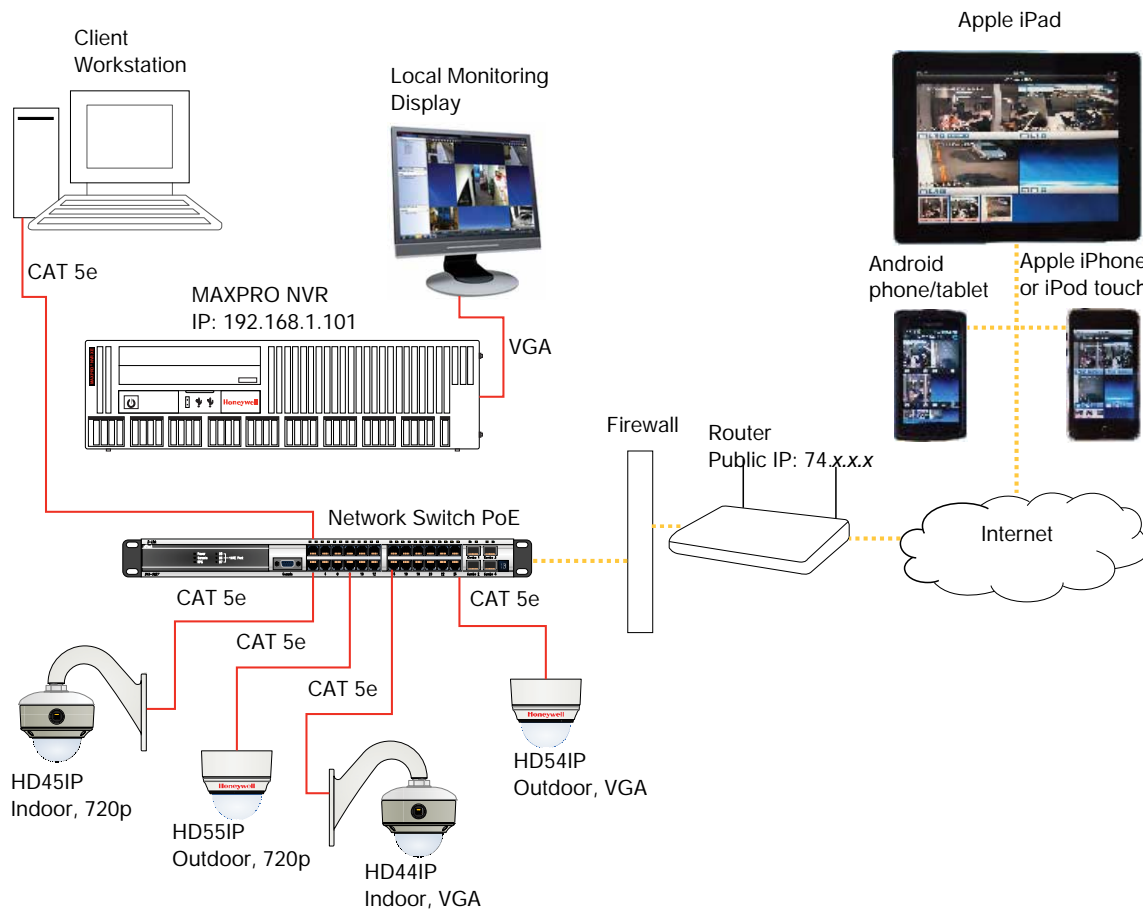 Apple iPad
Client
Workstation
Local Monitoring
Display
CAT 5e
MAXPRO NVR
IP: 192.168.1.101
VGA
Honeywell
Android
phone/tablet
Apple iPhone
or iPod touch
Firewall
Router
Public IP: 74.x.x.x
Internet
Network Switch PoE
Console
CAT 5e
CAT 5e
CAT 5e
CAT 5e
HD45IP
Indoor, 720p
Honeywell
HD55IP
Outdoor, 720p
HD44IP
Indoor, VGA
Honeywell
HD54IP
Outdoor, VGA